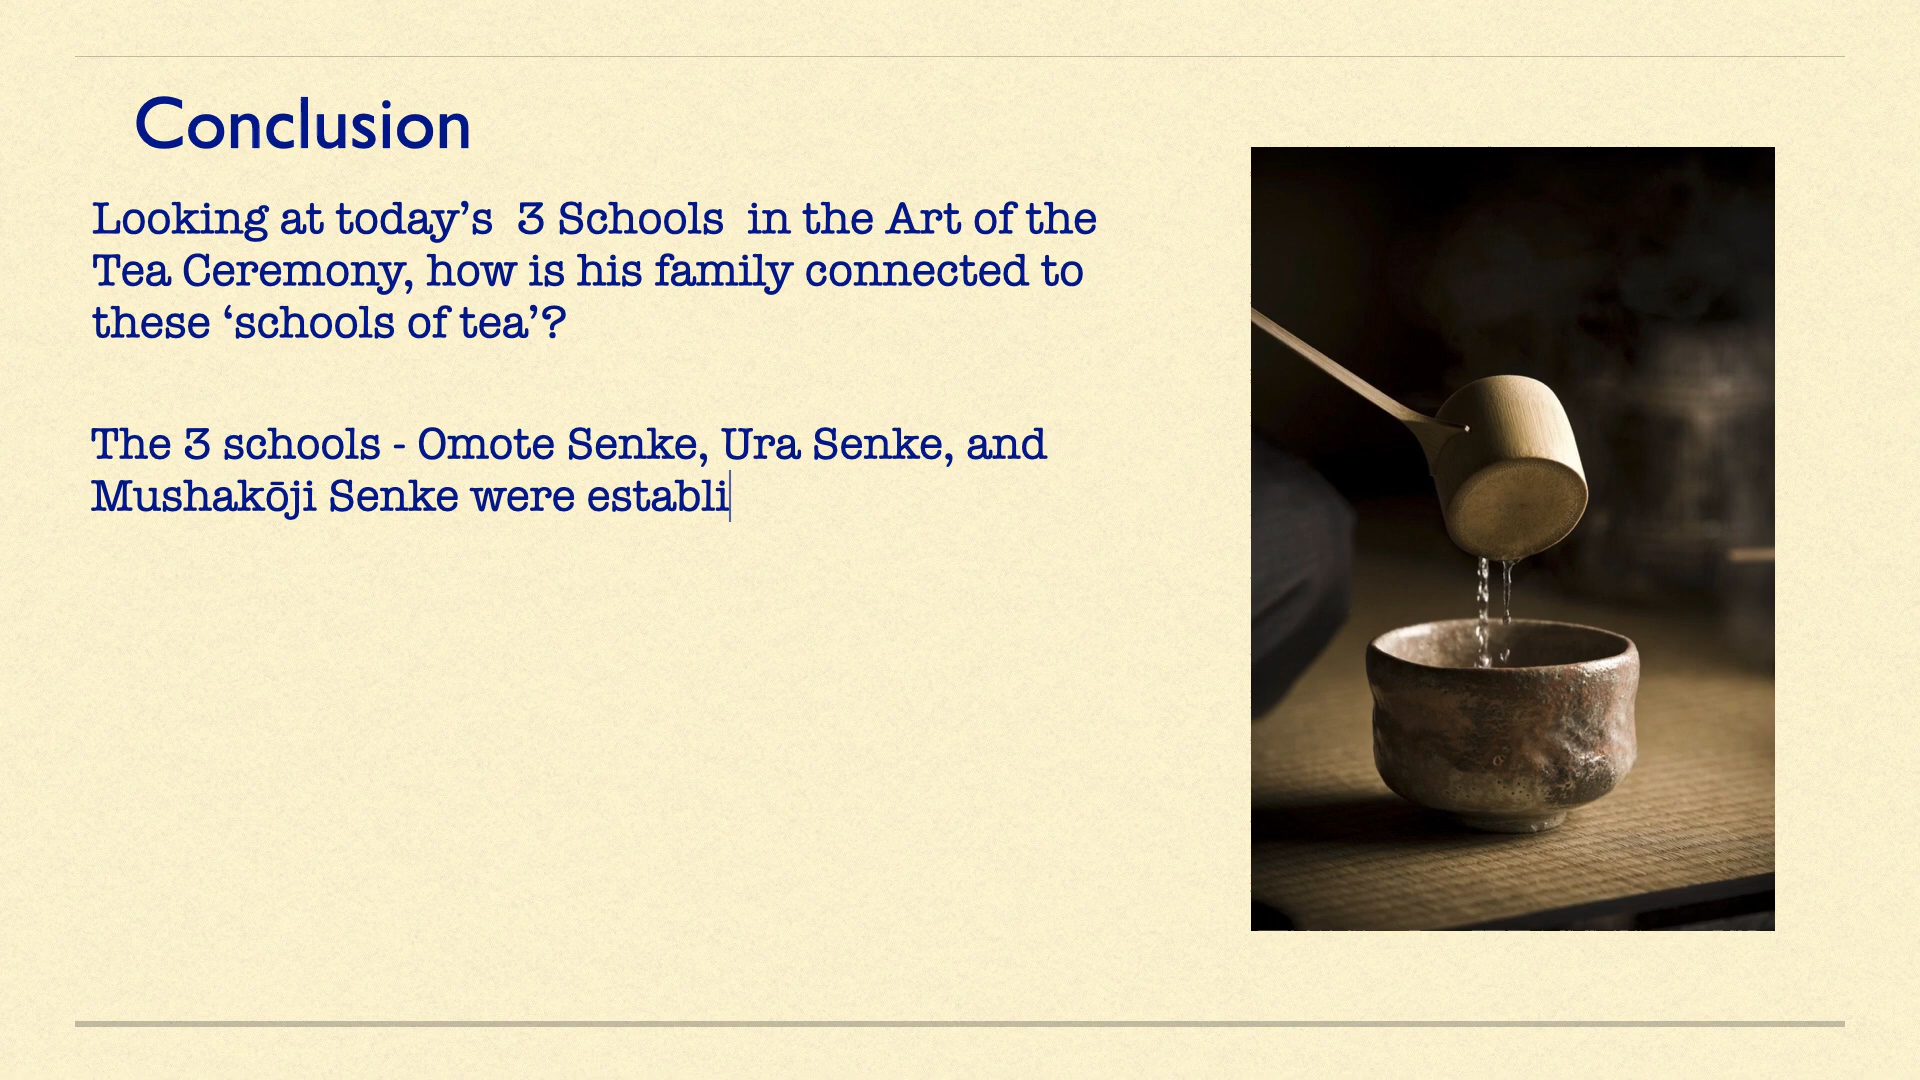 Conclusion
Looking at today’s  3 Schools  in the Art of the
Tea Ceremony, how is his family connected to
these ‘schools of tea’?
The 3 schools - Omote Senke, Ura Senke, and
Mushakōji Senke were establi